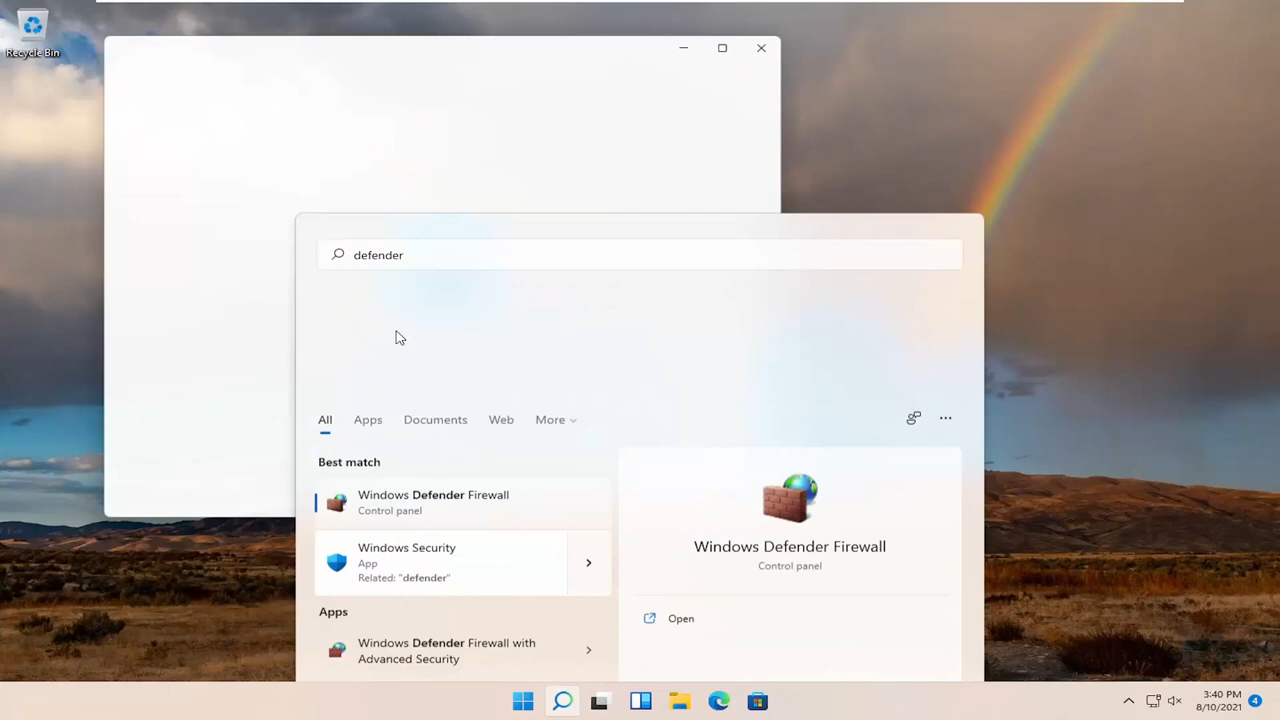 Recycle Bin
defender
All Apps Documents Web More
Best match
Windows Defender Firewall
Control panel
Windows Security
App
Related: "defender"
Apps
Windows Defender Firewall with
Advanced Security
Windows Defender Firewall
Control panel
Open
3:40 PM
8/10/2021
4